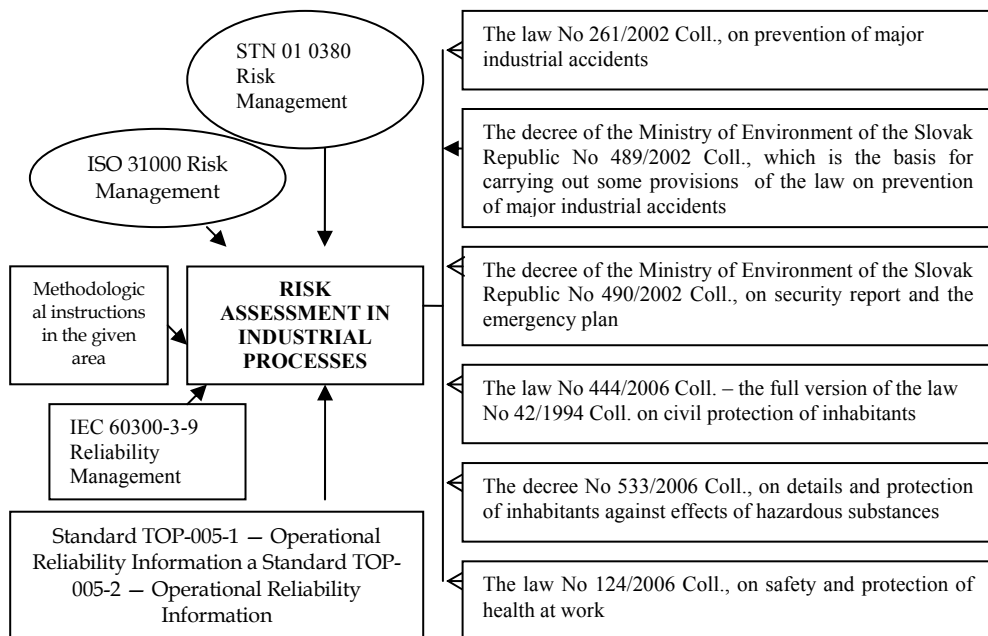 STN 01 0380
Risk
Management
ISO 31000 Risk
Management
Methodologic
al instructions
in the given
area
RISK
ASSESSMENT IN
INDUSTRIAL
PROCESSES
IEC 60300-3-9
Reliability
Management
Standard TOP-005-1 — Operational
Reliability Information a Standard TOP-
005-2 — Operational Reliability
Information
The law No 261/2002 Coll., on prevention of major
industrial accidents
The decree of the Ministry of Environment of the Slovak
Republic No 489/2002 Coll., which is the basis for
carrying out some provisions of the law on prevention
of major industrial accidents
The decree of the Ministry of Environment of the Slovak
Republic No 490/2002 Coll., on security report and the
emergency plan
The law No 444/2006 Coll. – the full version of the law
No 42/1994 Coll. on civil protection of inhabitants
The decree No 533/2006 Coll., on details and protection
of inhabitants against effects of hazardous substances
The law No 124/2006 Coll., on safety and protection of
health at work